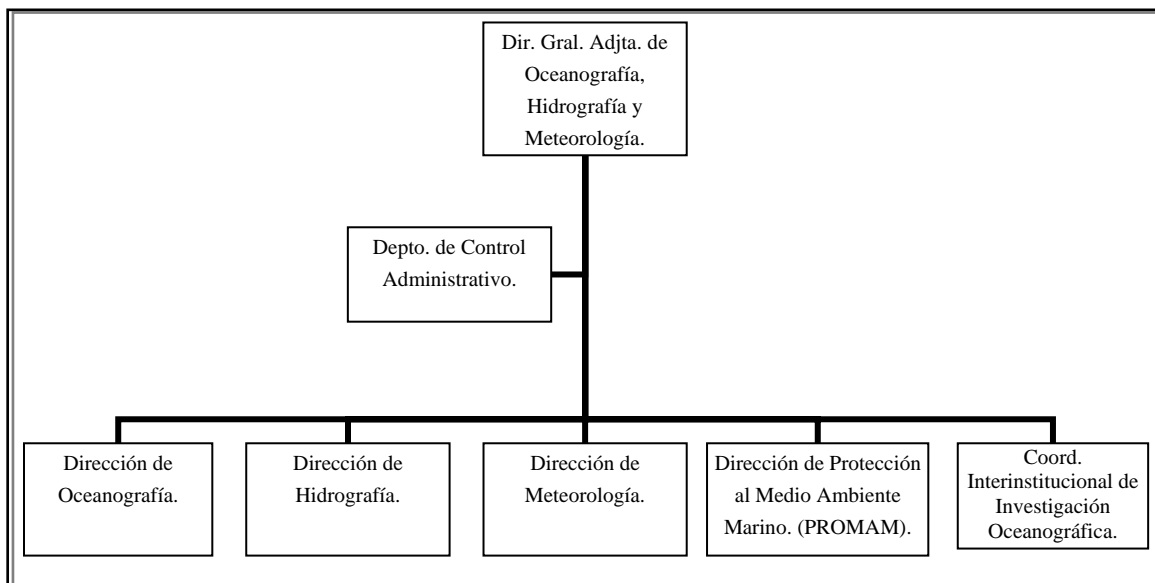 Dir. Gral. Adjta. de
Oceanografía,
Hidrografía y
Meteorología.
Depto. de Control
Administrativo.
Dirección de
Oceanografía.
Dirección de
Hidrografía.
Dirección de
Meteorología.
Dirección de Protección
al Medio Ambiente
Marino. (PROMAM).
Coord.
Interinstitucional de
Investigación
Oceanográfica.